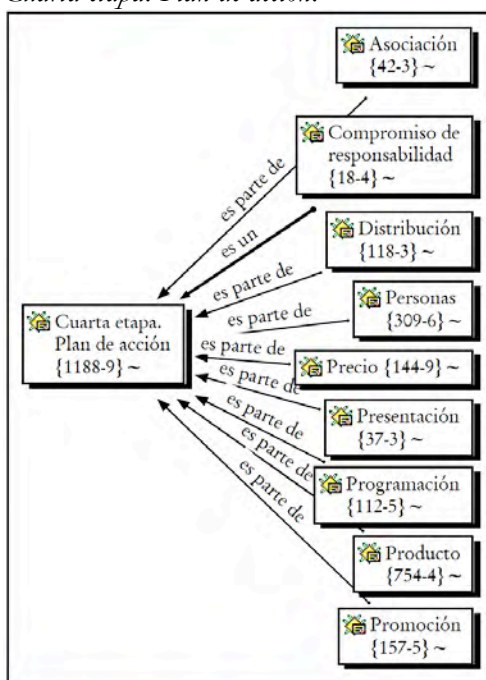 Cuarta etapa. Plan de acción.
Asociación
{42-3} ~
Compromiso de
responsabilidad
{18-4} ~
es parte de
es un
Distribución
{118-3} ~
es parte de
Personas
{309-6} ~
es parte de
Cuarta etapa.
Plan de acción
{1188-9} ~
es parte de
Precio {144-9} ~
es parte de
Presentación
{37-3} ~
es parte de
Programación
{112-5} ~
es parte de
Producto
{754-4} ~
es parte de
Promoción
{157-5} ~